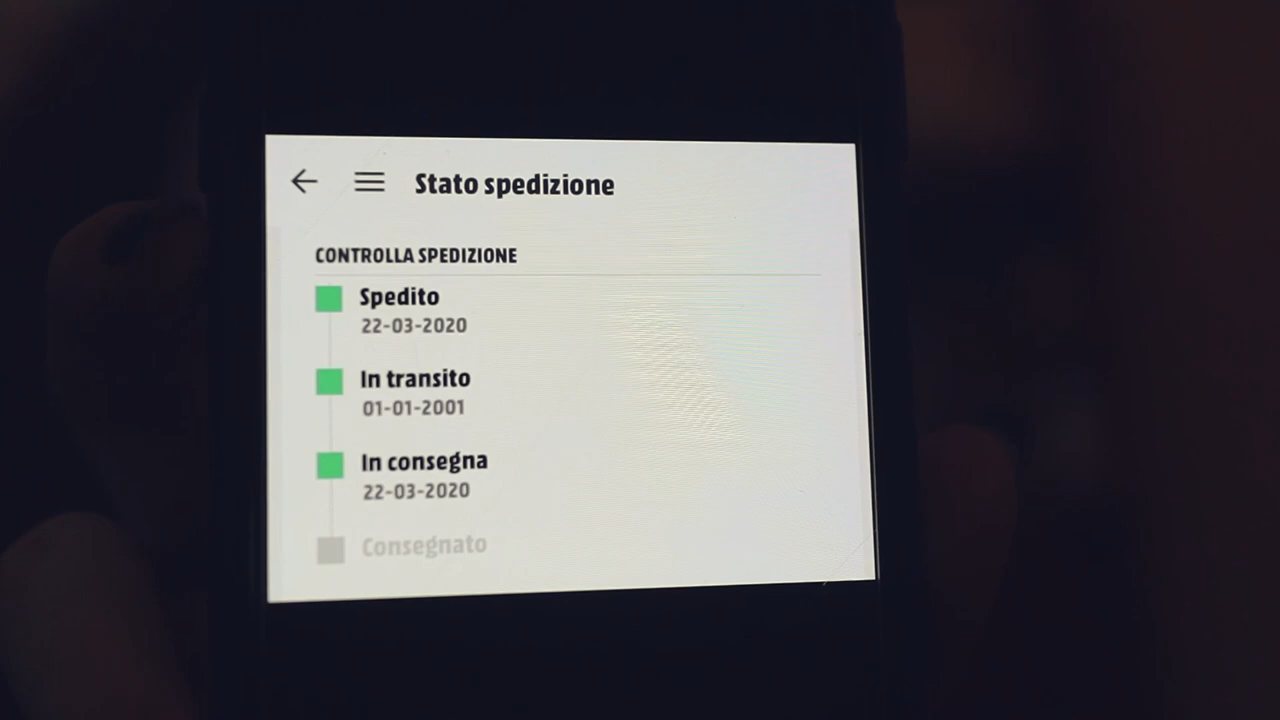 Stato spedizione
CONTROLLA SPEDIZIONE
Spedito
22-03-2020
In transito
01-01-2001
In consegna
22-03-2020
Consegnato